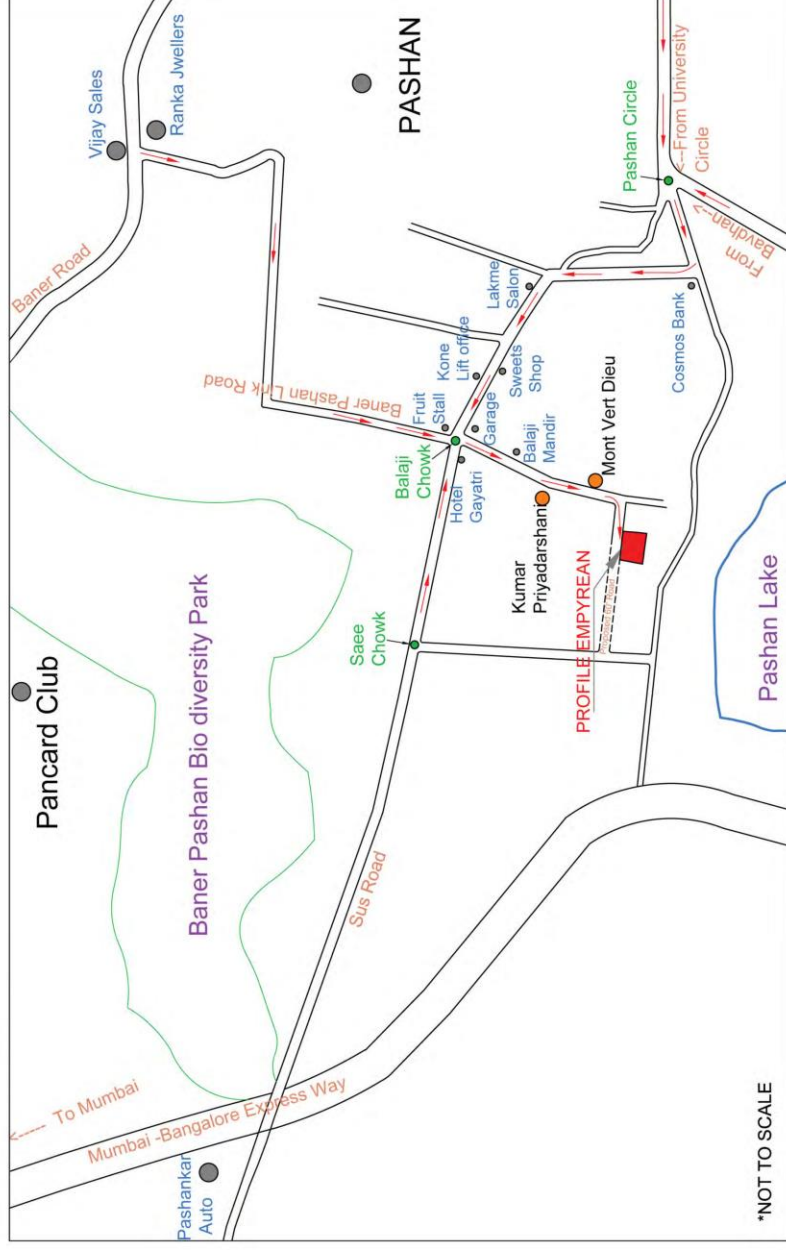 Vijay Sales
Ranka Jwellers
PASHAN
Baner Road
Pancard Club
Baner Pashan Bio diversity Park
Baner Pashan Link Road
Pashan Circle
<--From University
Circle
From
Bavdhan-->
Lakme
Salon
Kone
Lift office
Sweets
Shop
Cosmos Bank
Fruit
Stall
Garage
Balaji
Chowk
Hotel
Gayatri
Balaji
Mandir
Mont Vert Dieu
Kumar
Priyadarshani
PROFILE EMPYREAN
Saee
Chowk
Sus Road
Pashan Lake
<----- To Mumbai
Mumbai -Bangalore Express Way
Pashankar
Auto
*NOT TO SCALE